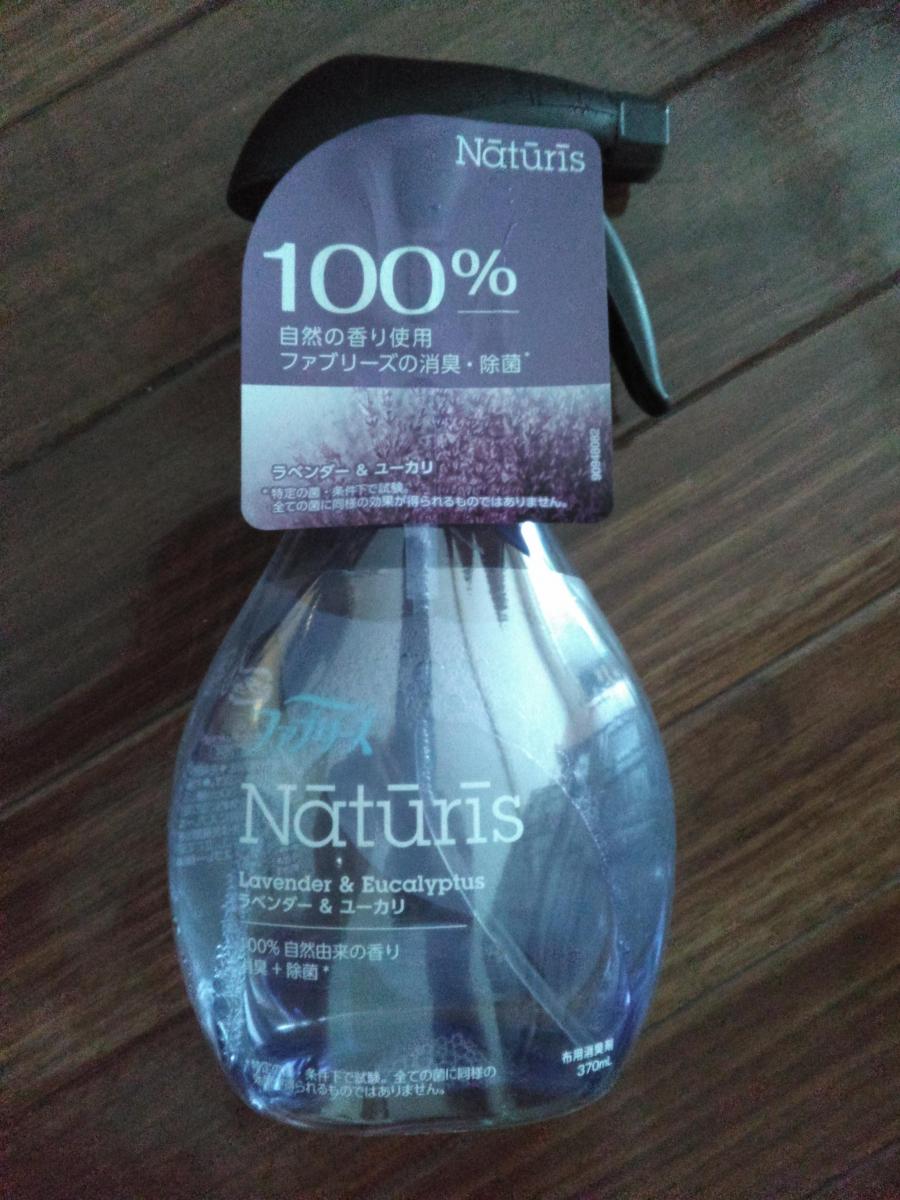 Nātūrīs
100%
自然の香り使用
ファブリーズの消臭・除菌*
ラベンダー & ユーカリ
*特定の菌・条件下で試験。
全ての菌に同様の効果が得られるものではありません。
90940082
ファブリーズ
Nātūrīs
Lavender & Eucalyptus
ラベンダー & ユーカリ
100% 自然由来の香り
消臭+除菌*
・条件下で試験。全ての菌に同様の
得られるものではありません。
布用消臭剤
370mL